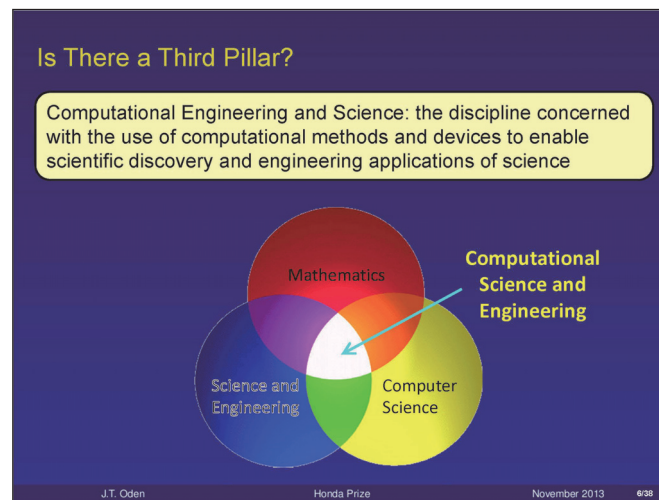 Is There a Third Pillar?
Computational Engineering and Science: the discipline concerned
with the use of computational methods and devices to enable
scientific discovery and engineering applications of science
Mathematics
Computational
Science and
Engineering
Science and
Engineering
Computer
Science
J.T. Oden
Honda Prize
November 2013
6/38